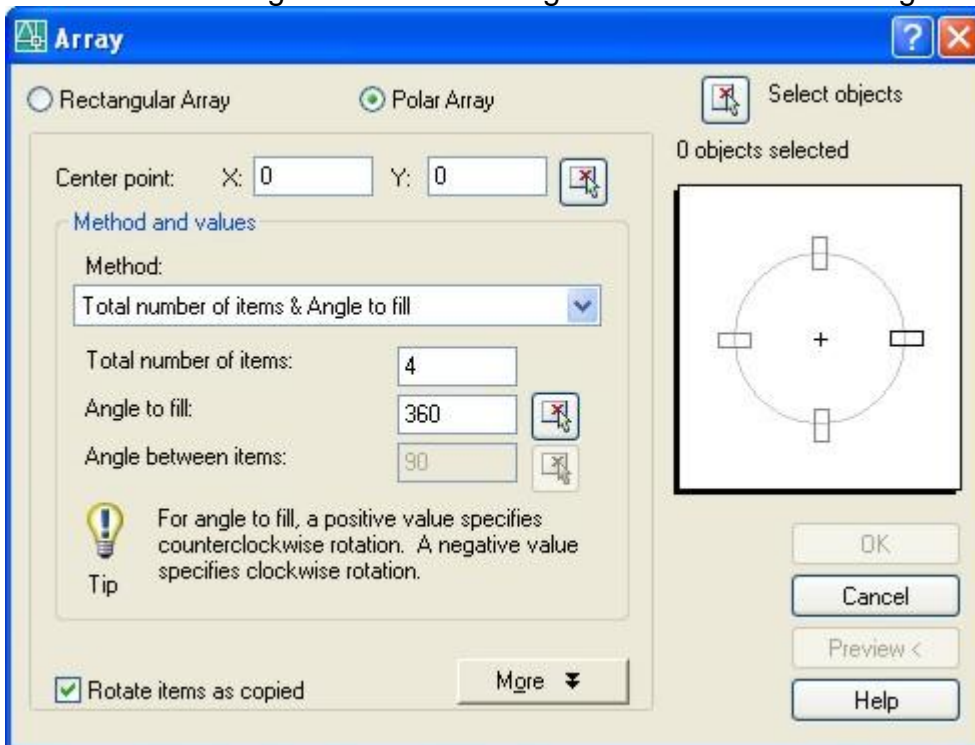 Array
Rectangular Array
Polar Array
Select objects
0 objects selected
Center point: X: 0 Y: 0
Method and values
Method:
Total number of items & Angle to fill
Total number of items: 4
Angle to fill: 360
Angle between items: 90
For angle to fill, a positive value specifies
counterclockwise rotation. A negative value
specifies clockwise rotation.
Tip
Rotate items as copied
More
OK
Cancel
Preview <
Help